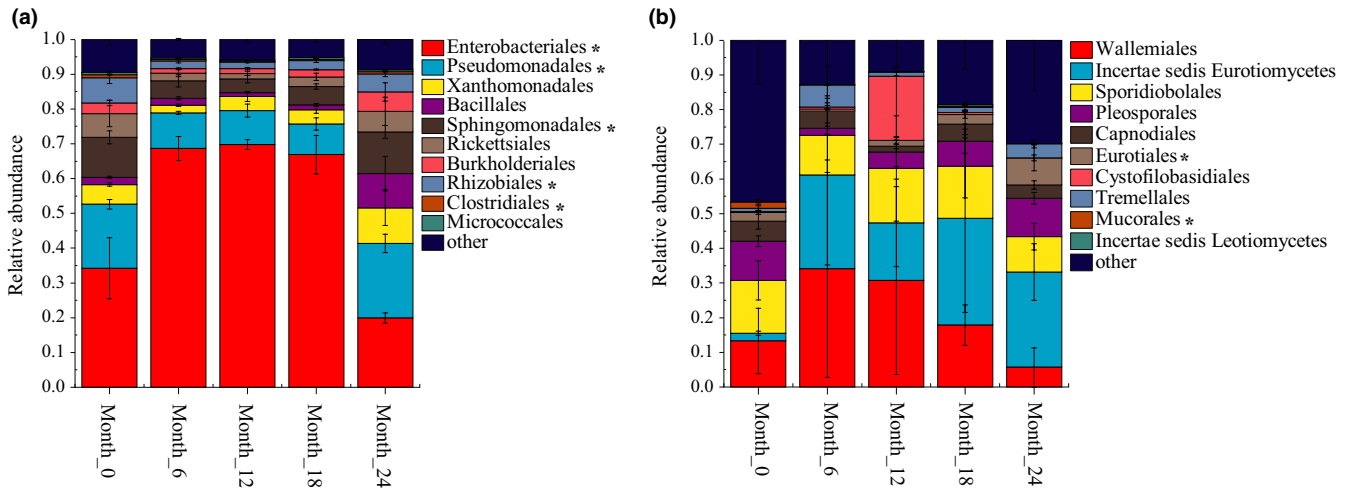 (a)
Relative abundance
1.0
0.9
0.8
0.7
0.6
0.5
0.4
0.3
0.2
0.1
0.0
Month_0
Month_6
Month_12
Month_18
Month_24
Enterobacteriales *
Pseudomonadales *
Xanthomonadales
Bacillales
Sphingomonadales *
Rickettsiales
Burkholderiales
Rhizobiales *
Clostridiales *
Micrococcales
other
(b)
Relative abundance
1.0
0.9
0.8
0.7
0.6
0.5
0.4
0.3
0.2
0.1
0.0
Month_0
Month_6
Month_12
Month_18
Month_24
Wallemiales
Incertae sedis Eurotiomycetes
Sporidiobolales
Pleosporales
Capnodiales
Eurotiales *
Cystofilobasidiales
Tremellales
Mucorales *
Incertae sedis Leotiomycetes
other